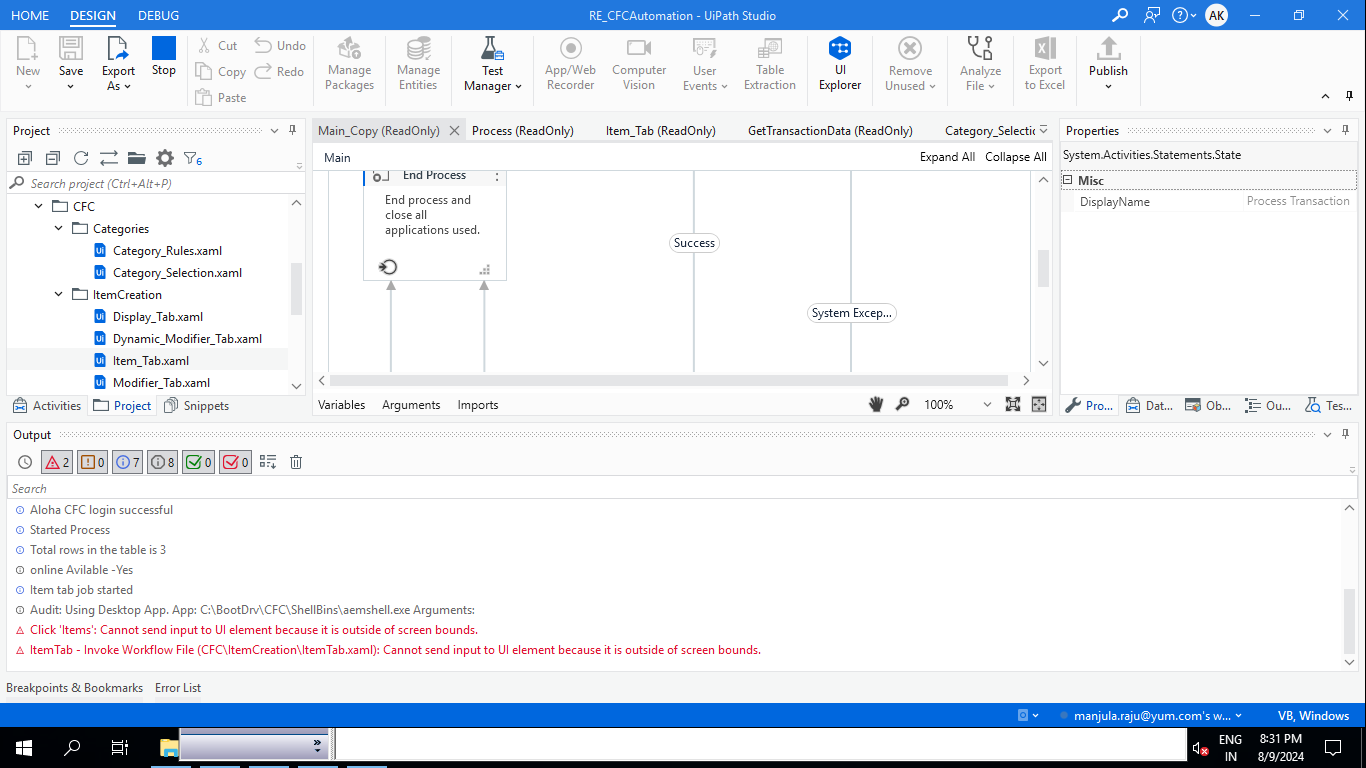 HOME DESIGN DEBUG RE_CFCAutomation - UiPath Studio AK
New Save Export As Stop Cut Copy Paste Undo Redo Manage Packages Manage Entities Test Manager App/Web Recorder Computer Vision User Events Table Extraction UI Explorer Remove Unused Analyze File Export to Excel Publish
Project
6
Search project (Ctrl+Alt+P)
CFC
Categories
Category_Rules.xaml
Category_Selection.xaml
ItemCreation
Display_Tab.xaml
Dynamic_Modifier_Tab.xaml
Item_Tab.xaml
Modifier_Tab.xaml
Activities Project Snippets
Main_Copy (ReadOnly) Process (ReadOnly) Item_Tab (ReadOnly) GetTransactionData (ReadOnly) Category_Selectic
Main Expand All Collapse All
End Process
End process and
close all
applications used.
Success
System Excep...
Variables Arguments Imports 100%
Properties
System.Activities.Statements.State
Misc
DisplayName Process Transaction
Pro... Dat... Ob... Ou... Tes...
Output
2 0 7 8 0 0
Search
Aloha CFC login successful
Started Process
Total rows in the table is 3
online Avilable -Yes
Item tab job started
Audit: Using Desktop App. App: C:\BootDrv\CFC\ShellBins\aemshell.exe Arguments:
Click 'Items': Cannot send input to UI element because it is outside of screen bounds.
ItemTab - Invoke Workflow File (CFC\ItemCreation\ItemTab.xaml): Cannot send input to UI element because it is outside of screen bounds.
Breakpoints & Bookmarks Error List
manjula.raju@yum.com's w... VB, Windows
ENG
IN
8:31 PM
8/9/2024